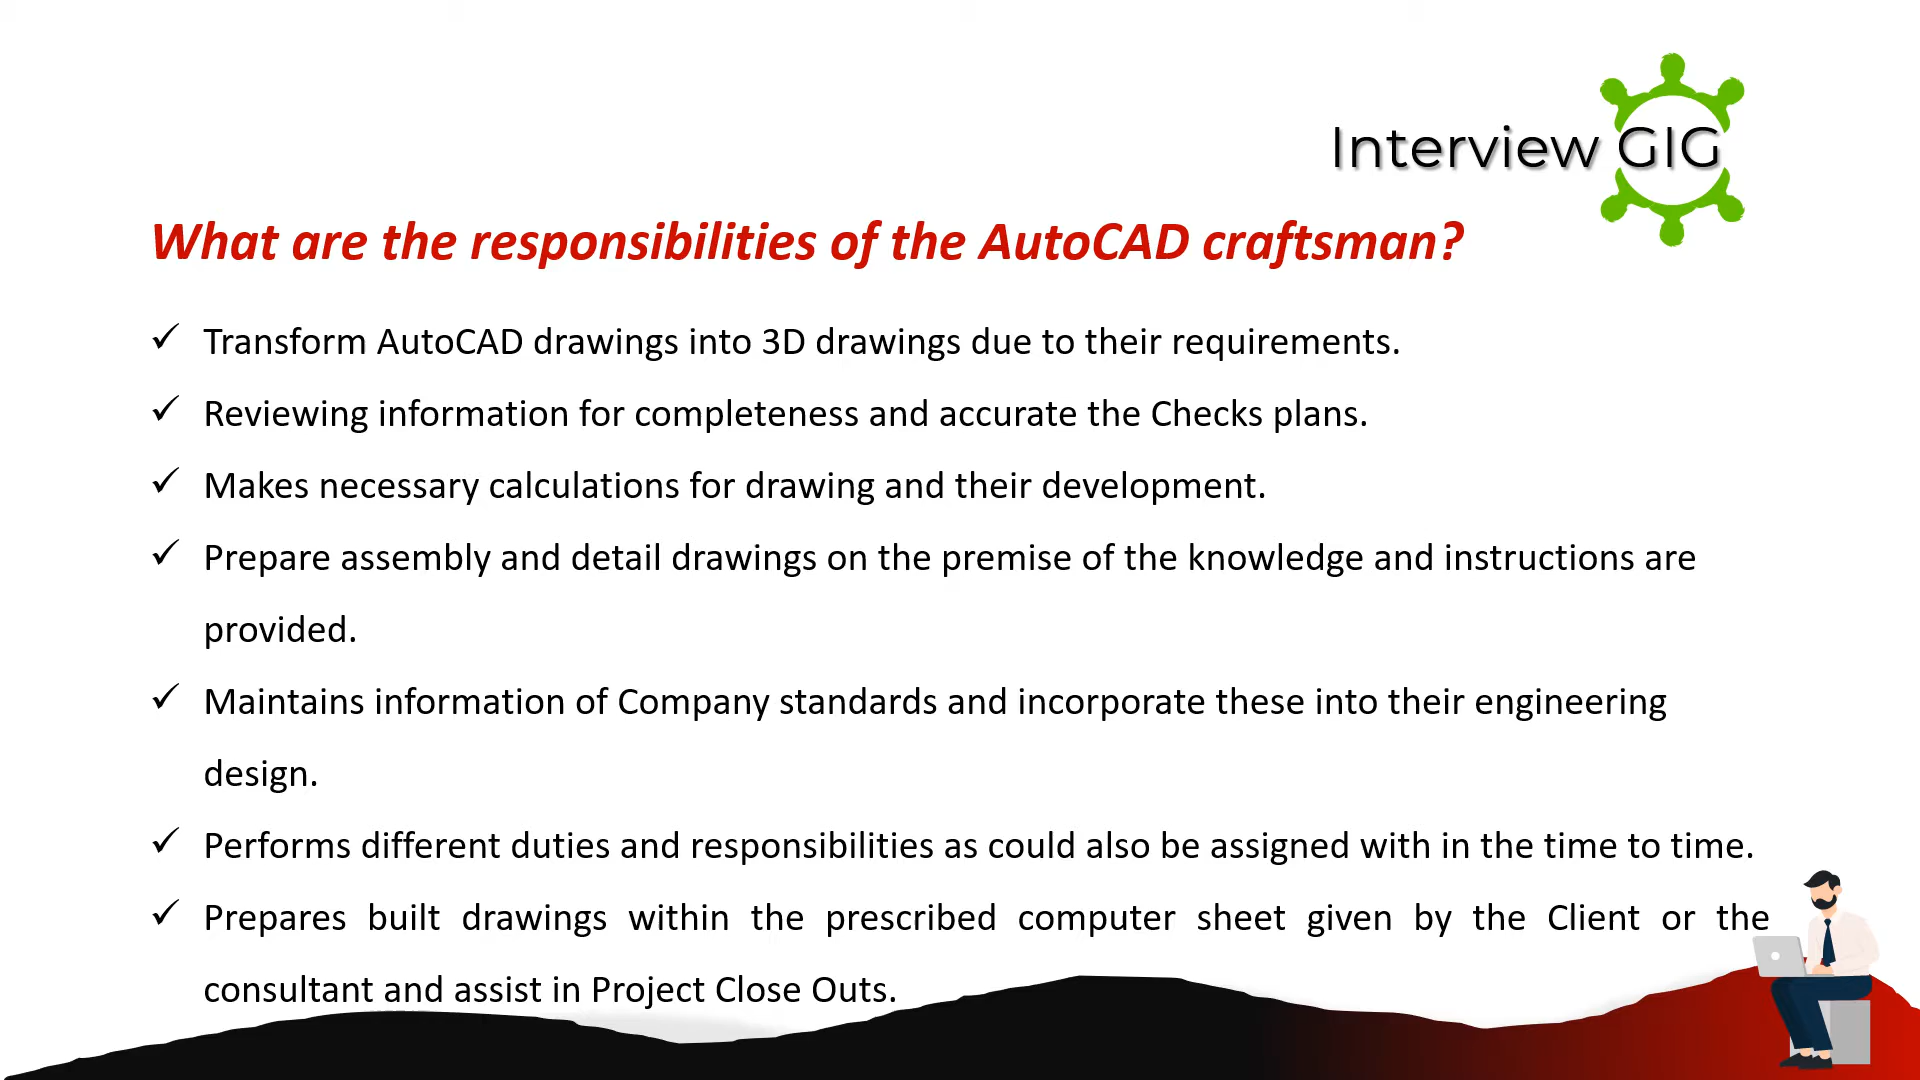 Interview GIG
What are the responsibilities of the AutoCAD craftsman?
✓ Transform AutoCAD drawings into 3D drawings due to their requirements.
✓ Reviewing information for completeness and accurate the Checks plans.
✓ Makes necessary calculations for drawing and their development.
✓ Prepare assembly and detail drawings on the premise of the knowledge and instructions are
provided.
✓ Maintains information of Company standards and incorporate these into their engineering
design.
✓ Performs different duties and responsibilities as could also be assigned with in the time to time.
✓ Prepares built drawings within the prescribed computer sheet given by the Client or the
consultant and assist in Project Close Outs.